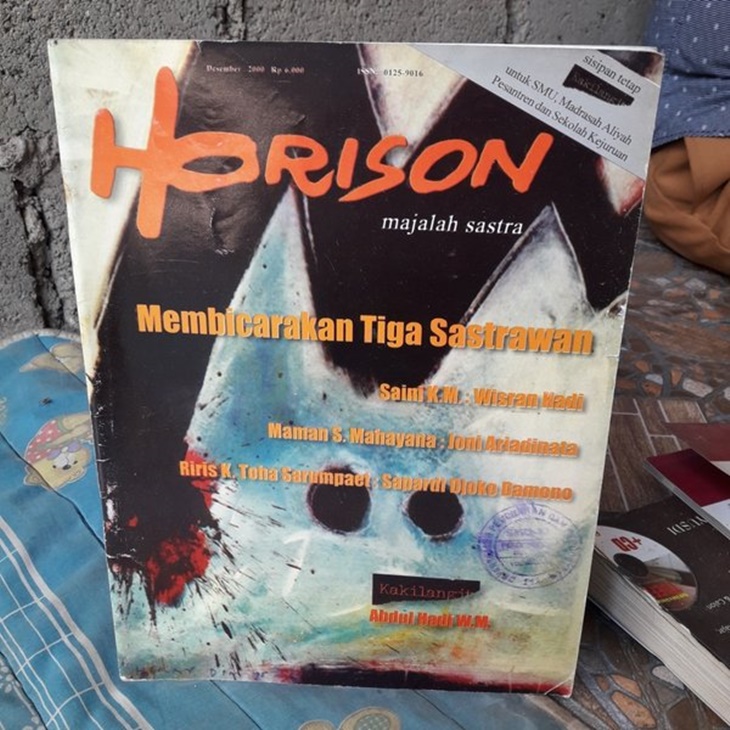 Desember 2000 Rp 6.000
ISSN 0125-9016
sisipan tetap
Kakilangit
untuk SMU, Madrasah Aliyah
Pesantren dan Sekolah Kejuruan
HORISON
majalah sastra
Membicarakan Tiga Sastrawan
Saini K.M. : Wisran Hadi
Maman S. Mahayana : Joni Ariadinata
Riris K. Toha Sarumpaet : Sapardi Djoko Damono
Kakilangit
Abdul Hadi W.M.